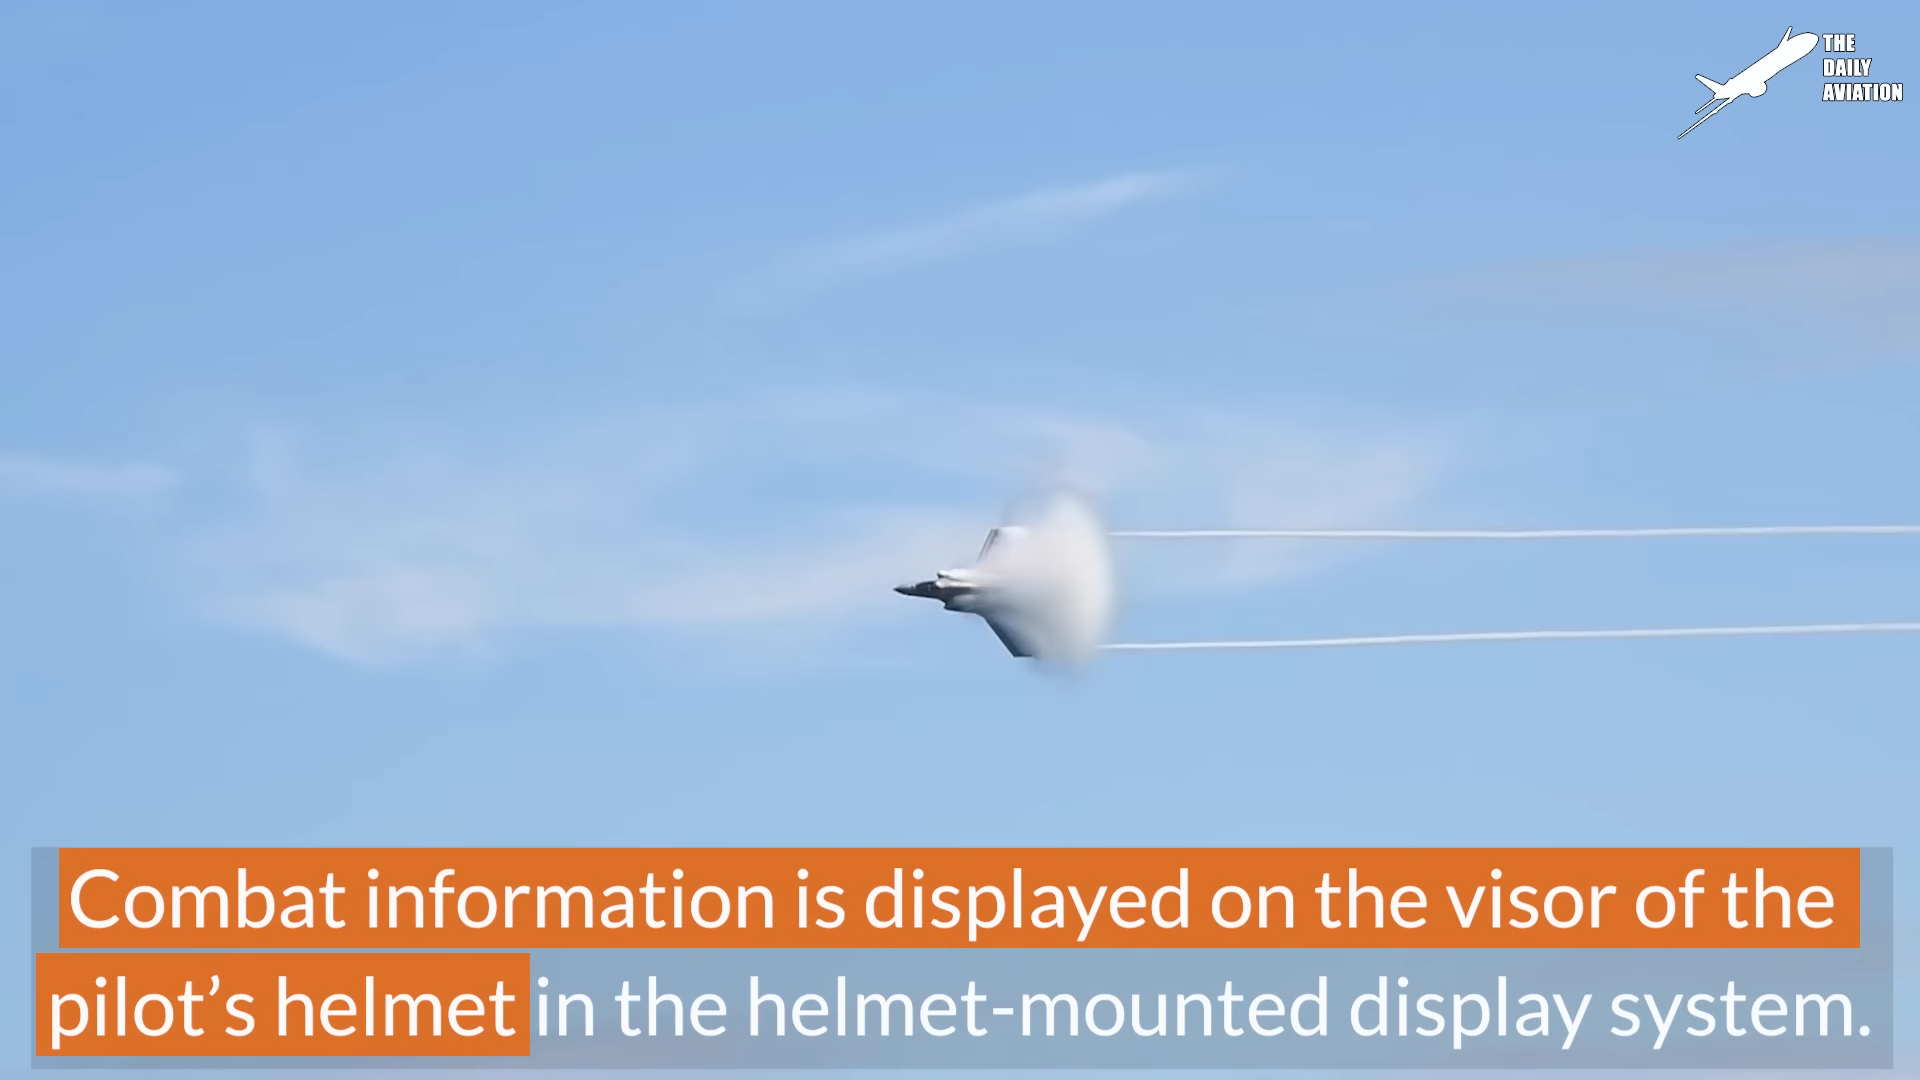 THE
DAILY
AVIATION
Combat information is displayed on the visor of the
pilot’s helmet in the helmet-mounted display system.